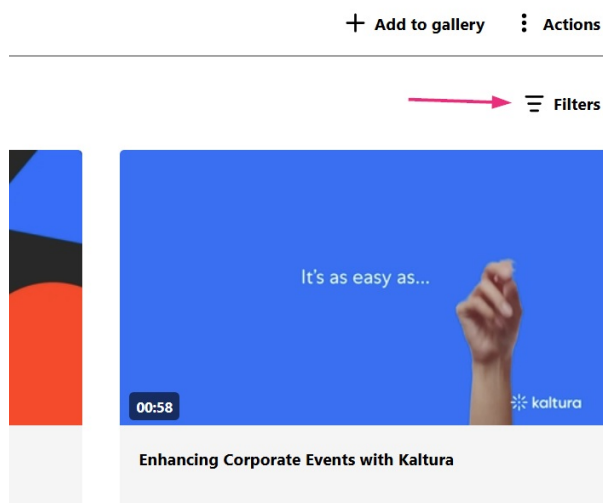 Add to gallery
Actions
Filters
It's as easy as...
00:58
kaltura
Enhancing Corporate Events with Kaltura